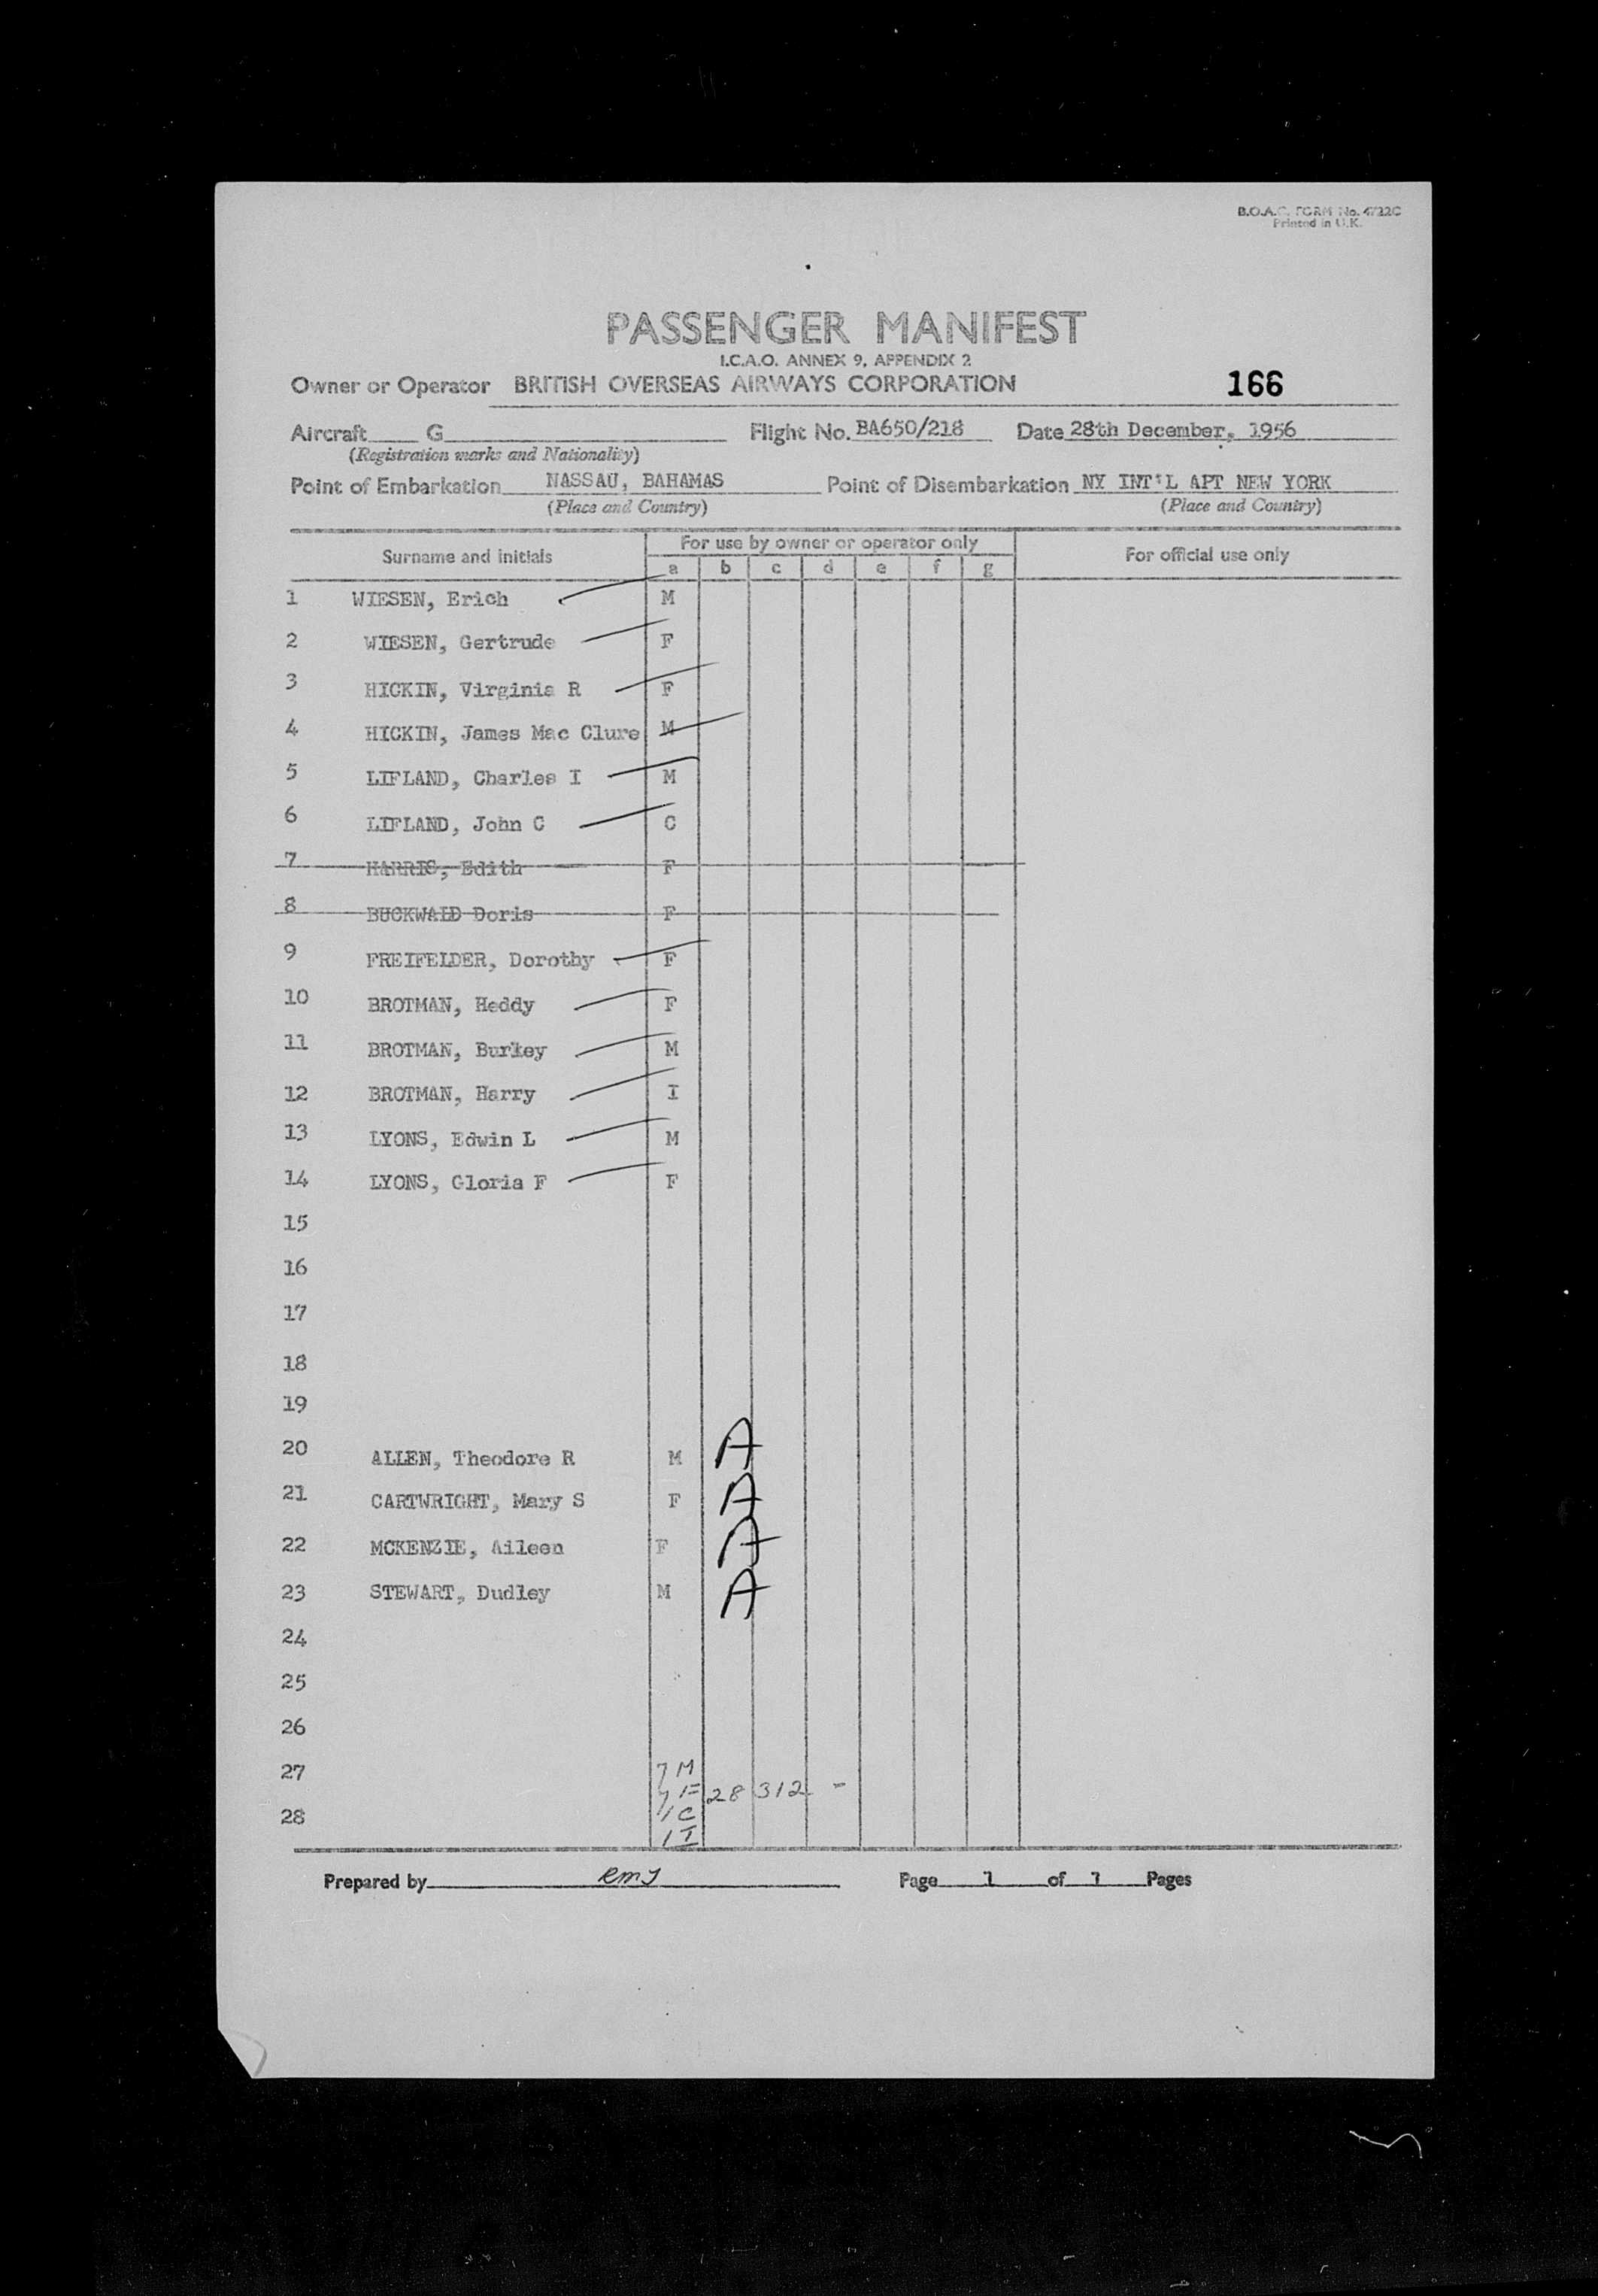 B.O.A.C. FORM No. 4722C
Printed in U.K.
PASSENGER MANIFEST
I.C.A.O. ANNEX 9, APPENDIX 2
Owner or Operator BRITISH OVERSEAS AIRWAYS CORPORATION 166
Aircraft G Flight No. BA650/218 Date 28th December, 1956
(Registration marks and Nationality)
Point of Embarkation NASSAU, BAHAMAS Point of Disembarkation NY INT'L APT NEW YORK
(Place and Country) (Place and Country)
Surname and initials For use by owner or operator only For official use only
a b c d e f g
1 WIESEN, Erich M
2 WIESEN, Gertrude F
3 HICKIN, Virginia R F
4 HICKIN, James Mac Clure M
5 LIFLAND, Charles I M
6 LIFLAND, John C C
7 HARRIS, Edith F
8 BUCKWALD Doris F
9 FREIFELDER, Dorothy F
10 BROTMAN, Heddy F
11 BROTMAN, Burkey M
12 BROTMAN, Harry I
13 LYONS, Edwin L M
14 LYONS, Gloria F F
15
16
17
18
19
20 ALLEN, Theodore R M A
21 CARTWRIGHT, Mary S F A
22 MCKENZIE, Aileen F A
23 STEWART, Dudley M A
24
25
26
27 7 M
7 F 28 312 -
28 1 C
1 I
Prepared by Page 1 of 1 Pages